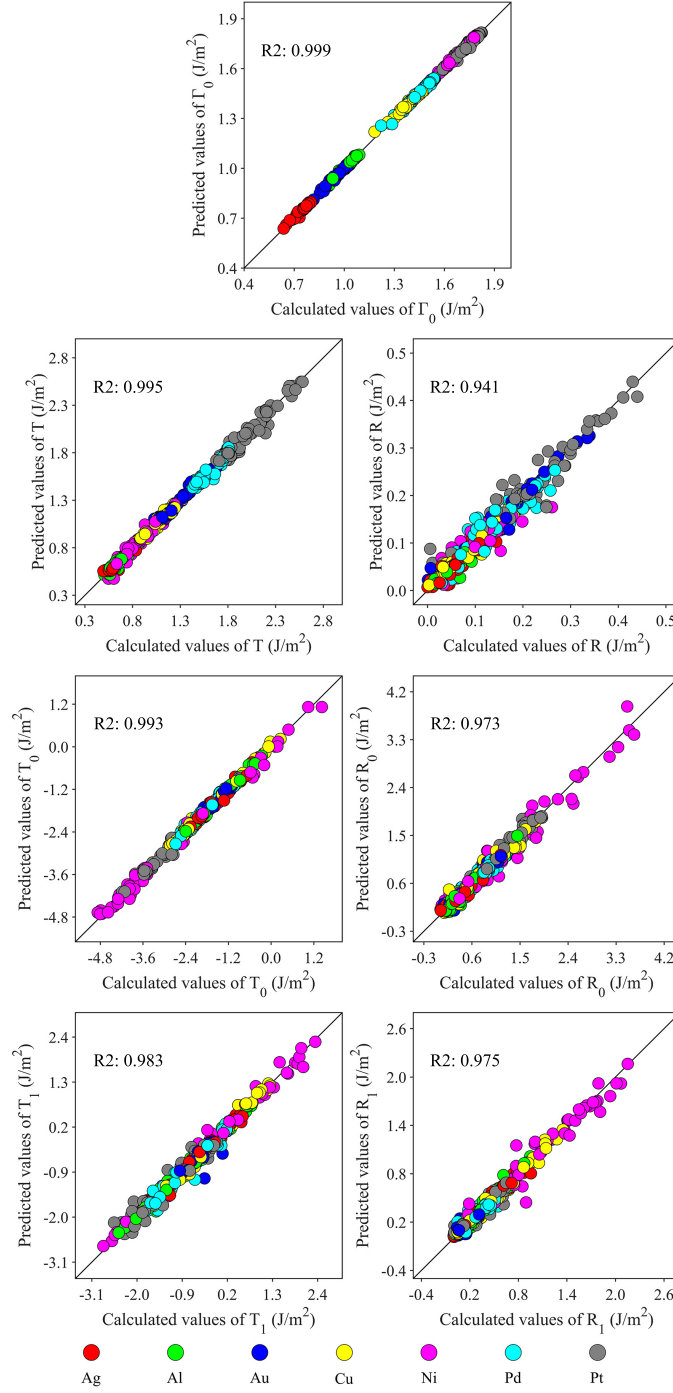 1.9
R2: 0.999
1.6
1.3
1.0
0.7
0.4
Predicted values of Γ₀ (J/m²)
0.4 0.7 1.0 1.3 1.6 1.9
Calculated values of Γ₀ (J/m²)
2.8
R2: 0.995
2.3
1.8
1.3
0.8
0.3
Predicted values of T (J/m²)
0.3 0.8 1.3 1.8 2.3 2.8
Calculated values of T (J/m²)
0.5
R2: 0.941
0.4
0.3
0.2
0.1
0.0
Predicted values of R (J/m²)
0.0 0.1 0.2 0.3 0.4 0.5
Calculated values of R (J/m²)
1.2
R2: 0.993
0.0
-1.2
-2.4
-3.6
-4.8
Predicted values of T₀ (J/m²)
-4.8 -3.6 -2.4 -1.2 0.0 1.2
Calculated values of T₀ (J/m²)
4.2
R2: 0.973
3.3
2.4
1.5
0.6
-0.3
Predicted values of R₀ (J/m²)
-0.3 0.6 1.5 2.4 3.3 4.2
Calculated values of R₀ (J/m²)
2.4
R2: 0.983
1.3
0.2
-0.9
-2.0
-3.1
Predicted values of T₁ (J/m²)
-3.1 -2.0 -0.9 0.2 1.3 2.4
Calculated values of T₁ (J/m²)
2.6
R2: 0.975
2.0
1.4
0.8
0.2
-0.4
Predicted values of R₁ (J/m²)
-0.4 0.2 0.8 1.4 2.0 2.6
Calculated values of R₁ (J/m²)
Ag Al Au Cu Ni Pd Pt